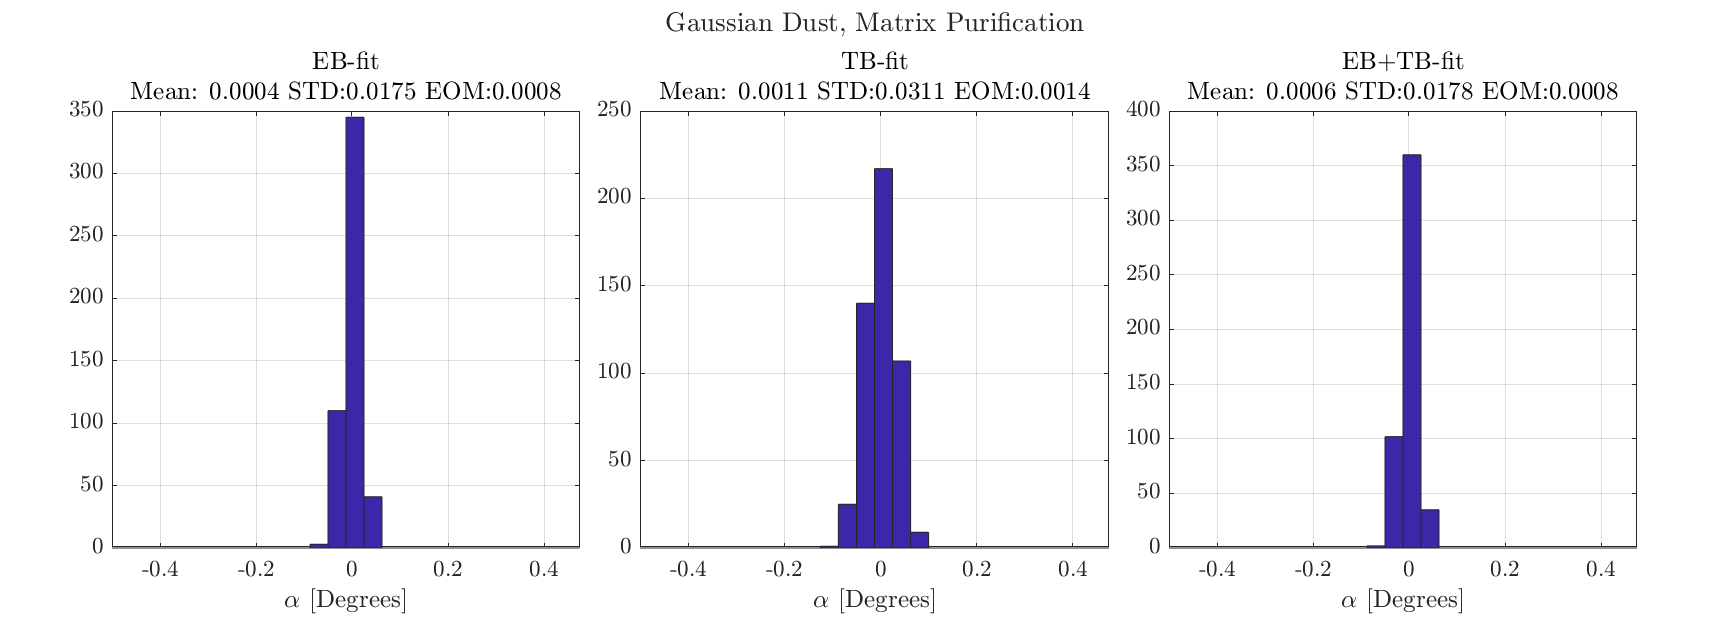 Gaussian Dust, Matrix Purification
EB-fit
Mean: 0.0004 STD:0.0175 EOM:0.0008
350
300
250
200
150
100
50
0
-0.4 -0.2 0 0.2 0.4
α [Degrees]
TB-fit
Mean: 0.0011 STD:0.0311 EOM:0.0014
250
200
150
100
50
0
-0.4 -0.2 0 0.2 0.4
α [Degrees]
EB+TB-fit
Mean: 0.0006 STD:0.0178 EOM:0.0008
400
350
300
250
200
150
100
50
0
-0.4 -0.2 0 0.2 0.4
α [Degrees]